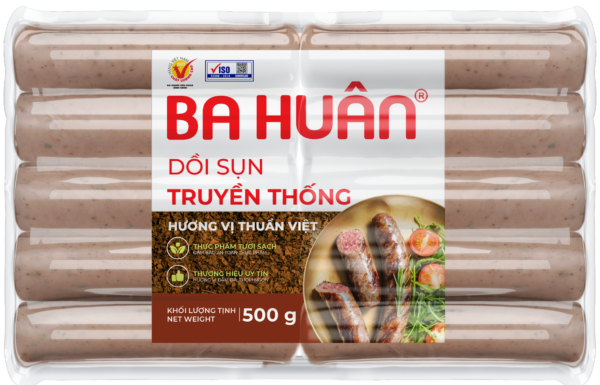 ISO
BA HUÂN®
DỒI SỤN
TRUYỀN THỐNG
HƯƠNG VỊ THUẦN VIỆT
THỰC PHẨM TƯƠI SẠCH
THƯƠNG HIỆU UY TÍN
KHỐI LƯỢNG TỊNH
NET WEIGHT
500 g